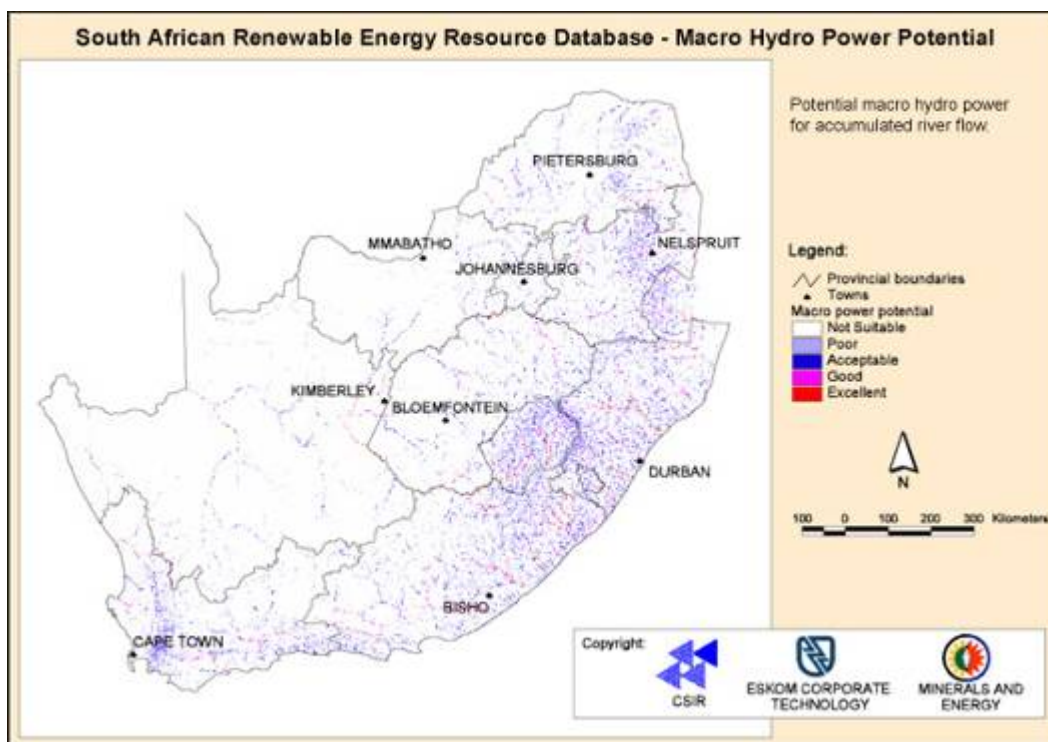 South African Renewable Energy Resource Database - Macro Hydro Power Potential
Potential macro hydro power
for accumulated river flow.
PIETERSBURG
MMABATHO
NELSPRUIT
JOHANNESBURG
KIMBERLEY
BLOEMFONTEIN
DURBAN
BISHO
CAPE TOWN
Legend:
Provincial boundaries
Towns
Macro power potential
Not Suitable
Poor
Acceptable
Good
Excellent
N
100 0 100 200 300 Kilometers
Copyright:
CSIR
ESKOM CORPORATE
TECHNOLOGY
MINERALS AND
ENERGY